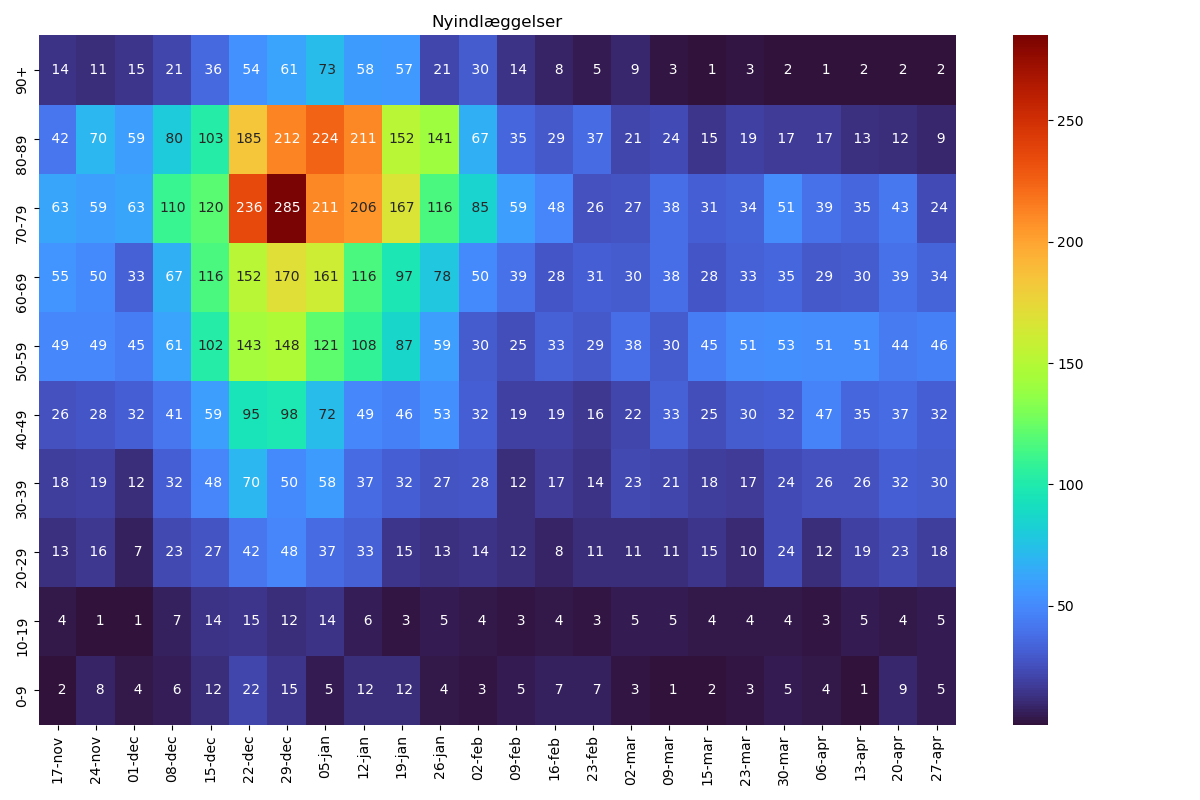 Nyindlæggelser
90+ 14 11 15 21 36 54 61 73 58 57 21 30 14 8 5 9 3 1 3 2 1 2 2 2
80-89 42 70 59 80 103 185 212 224 211 152 141 67 35 29 37 21 24 15 19 17 17 13 12 9
70-79 63 59 63 110 120 236 285 211 206 167 116 85 59 48 26 27 38 31 34 51 39 35 43 24
60-69 55 50 33 67 116 152 170 161 116 97 78 50 39 28 31 30 38 28 33 35 29 30 39 34
50-59 49 49 45 61 102 143 148 121 108 87 59 30 25 33 29 38 30 45 51 53 51 51 44 46
40-49 26 28 32 41 59 95 98 72 49 46 53 32 19 19 16 22 33 25 30 32 47 35 37 32
30-39 18 19 12 32 48 70 50 58 37 32 27 28 12 17 14 23 21 18 17 24 26 26 32 30
20-29 13 16 7 23 27 42 48 37 33 15 13 14 12 8 11 11 11 15 10 24 12 19 23 18
10-19 4 1 1 7 14 15 12 14 6 3 5 4 3 4 3 5 5 4 4 4 3 5 4 5
0-9 2 8 4 6 12 22 15 5 12 12 4 3 5 7 7 3 1 2 3 5 4 1 9 5
17-nov 24-nov 01-dec 08-dec 15-dec 22-dec 29-dec 05-jan 12-jan 19-jan 26-jan 02-feb 09-feb 16-feb 23-feb 02-mar 09-mar 15-mar 23-mar 30-mar 06-apr 13-apr 20-apr 27-apr
250
200
150
100
50